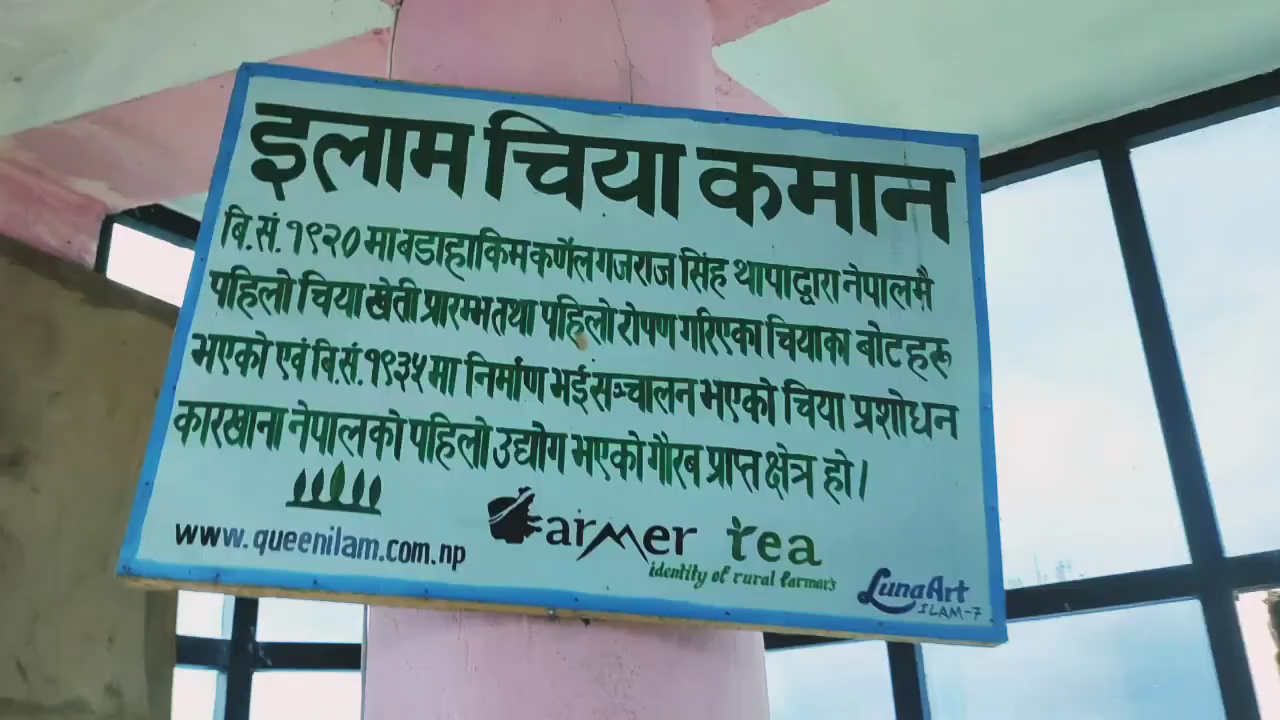 इलाम चिया कमान
बि.सं. १९२० मा बडाहाकिम कर्णेल गजराज सिंह थापाद्वारा नेपालमै
पहिलो चिया खेती प्रारम्भ तथा पहिलो रोपण गरिएका चियाका बोटहरू
भएको एवं बि.सं. १९३५ मा निर्माण भई सञ्चालन भएको चिया प्रशोधन
कारखाना नेपालको पहिलो उद्योग भएको गौरब प्राप्त क्षेत्र हो।
www.queenilam.com.np
Farmer Tea
identity of rural farmar's
LunaArt
ILAM-7